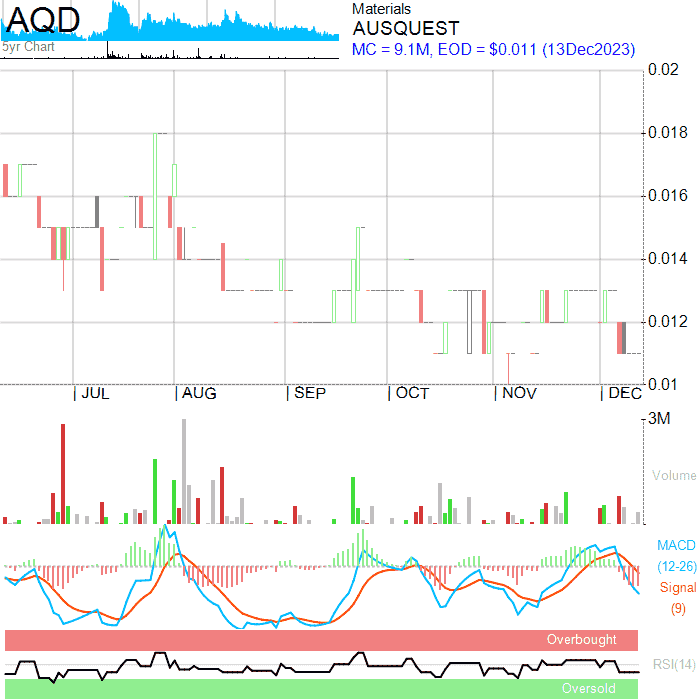 AQD
5yr Chart
Materials
AUSQUEST
MC = 9.1M, EOD = $0.011 (13Dec2023)
0.02
0.018
0.016
0.014
0.012
0.01
JUL AUG SEP OCT NOV DEC
3M
Volume
MACD
(12-26)
Signal
(9)
Overbought
RSI(14)
Oversold